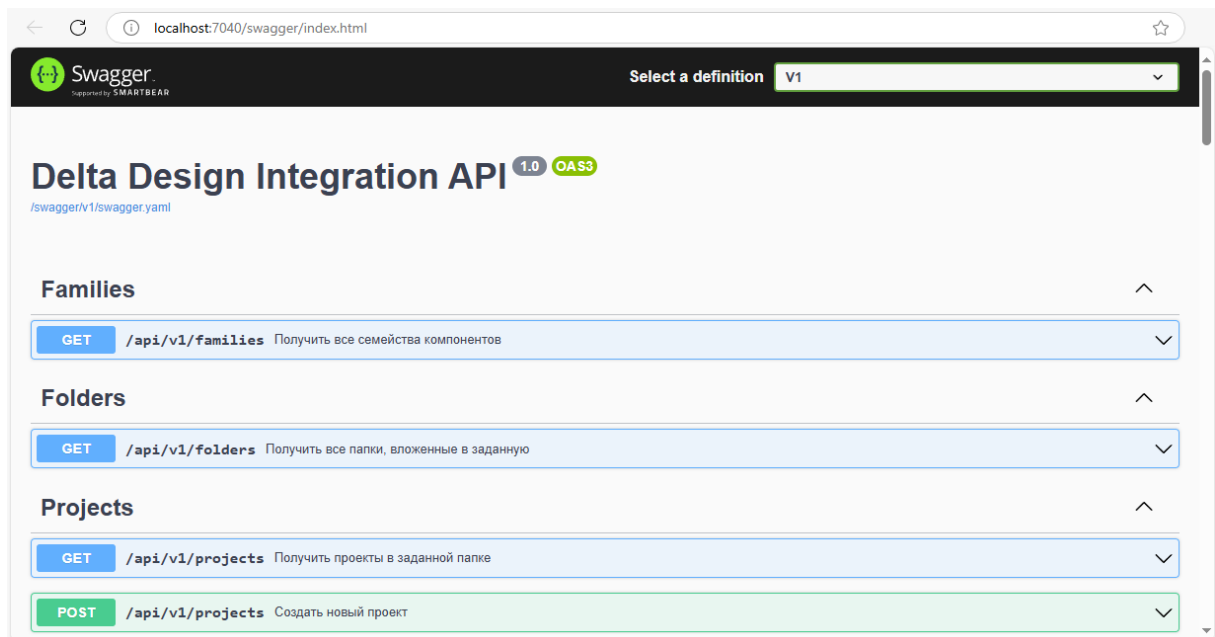 localhost:7040/swagger/index.html
Swagger.
Supported by SMARTBEAR
Select a definition V1
Delta Design Integration API 1.0 OAS3
/swagger/v1/swagger.yaml
Families
GET /api/v1/families Получить все семейства компонентов
Folders
GET /api/v1/folders Получить все папки, вложенные в заданную
Projects
GET /api/v1/projects Получить проекты в заданной папке
POST /api/v1/projects Создать новый проект